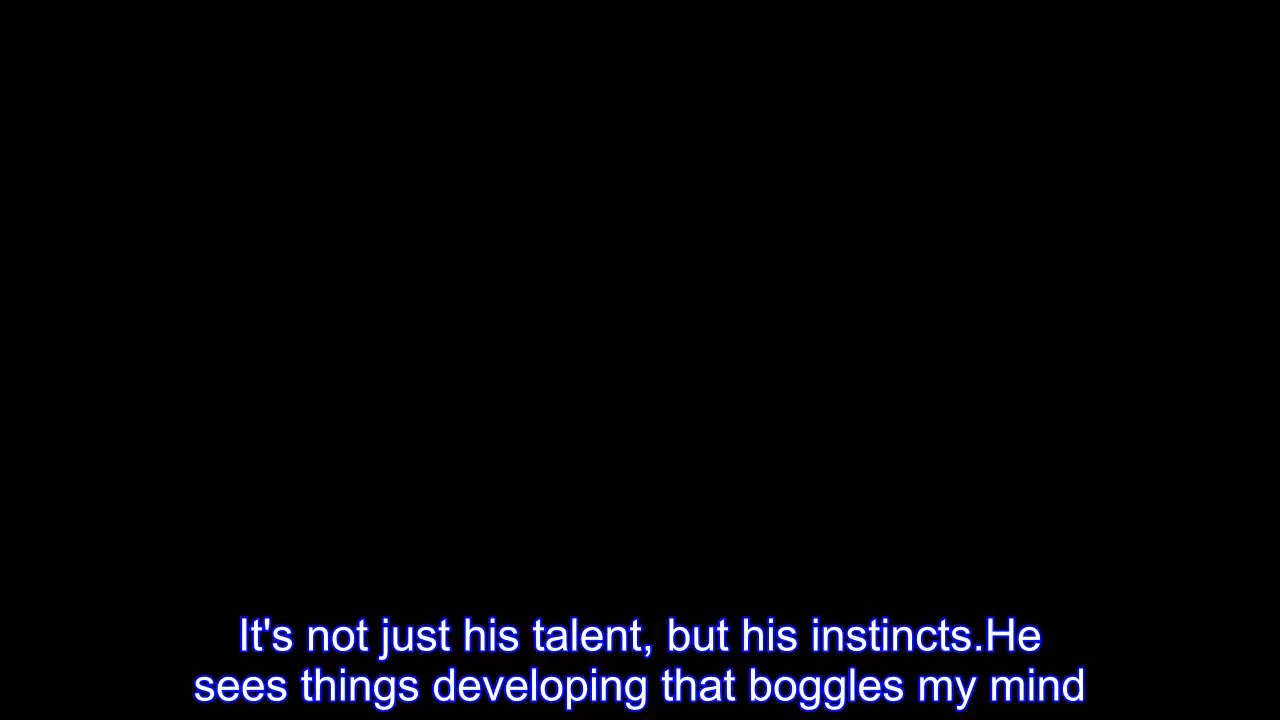 It's not just his talent, but his instincts.He
sees things developing that boggles my mind